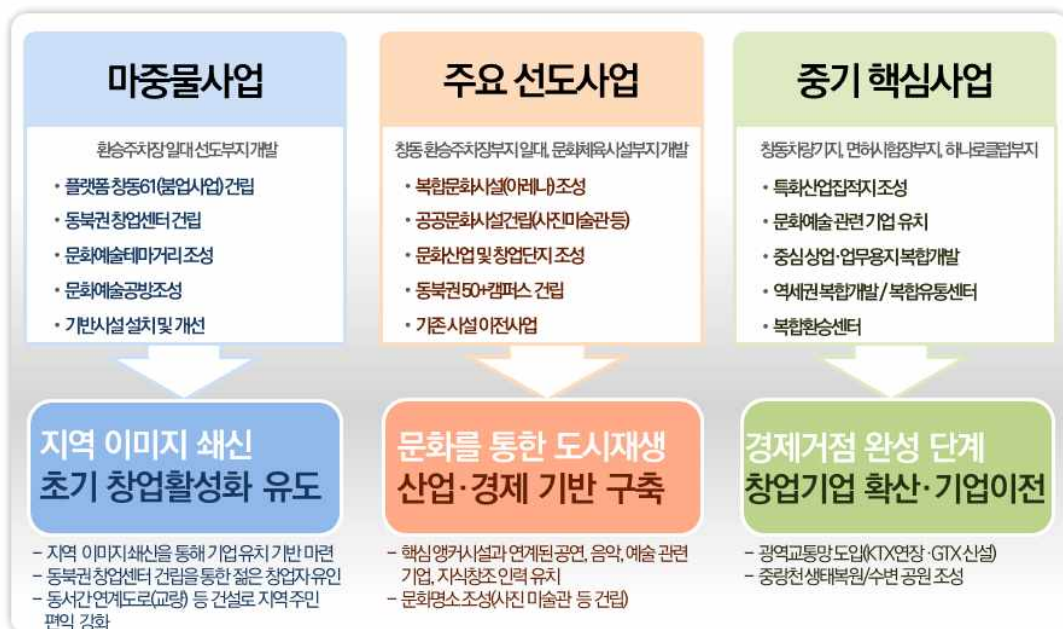 마중물사업
환승주차장 일대 선도부지 개발
• 플랫폼 창동61(붐업사업) 건립
• 동북권 창업센터 건립
• 문화예술테마거리 조성
• 문화예술공방조성
• 기반시설 설치 및 개선
지역 이미지 쇄신
초기 창업활성화 유도
- 지역 이미지 쇄신을 통해 기업 유치 기반 마련
- 동북권 창업센터 건립을 통한 젊은 창업자 유인
- 동서간 연계도로(교량) 등 건설로 지역 주민
편익 강화
주요 선도사업
창동 환승주차장부지 일대, 문화체육시설부지 개발
• 복합문화시설(아레나) 조성
• 공공문화시설건립(사진미술관 등)
• 문화산업 및 창업단지 조성
• 동북권 50+캠퍼스 건립
• 기존 시설 이전사업
문화를 통한 도시재생
산업·경제 기반 구축
- 핵심 앵커시설과 연계된 공연, 음악, 예술 관련
기업, 지식창조 인력 유치
- 문화명소 조성(사진 미술관 등 건립)
중기 핵심사업
창동차량기지, 면허시험장부지, 하나로클럽부지
• 특화산업집적지 조성
• 문화예술 관련 기업 유치
• 중심 상업·업무용지 복합개발
• 역세권 복합개발 / 복합유통센터
• 복합환승센터
경제거점 완성 단계
창업기업 확산·기업이전
- 광역교통망 도입(KTX연장·GTX 신설)
- 중랑천 생태복원/수변 공원 조성